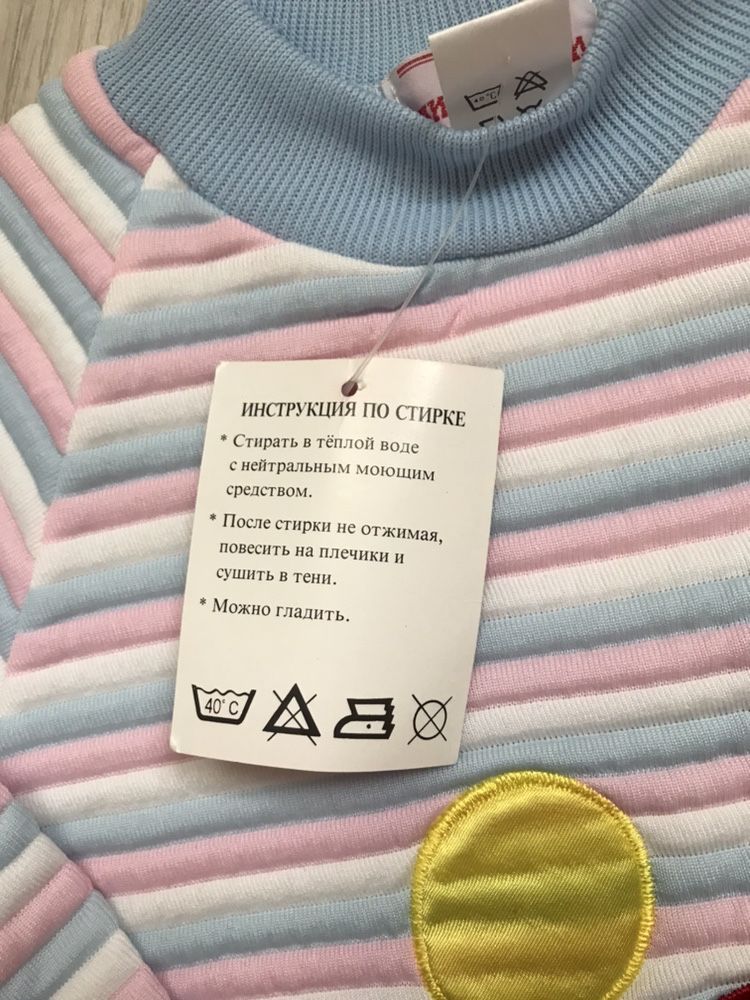 40°C
ИНСТРУКЦИЯ ПО СТИРКЕ
* Стирать в тёплой воде
с нейтральным моющим
средством.
* После стирки не отжимая,
повесить на плечики и
сушить в тени.
* Можно гладить.
40°C